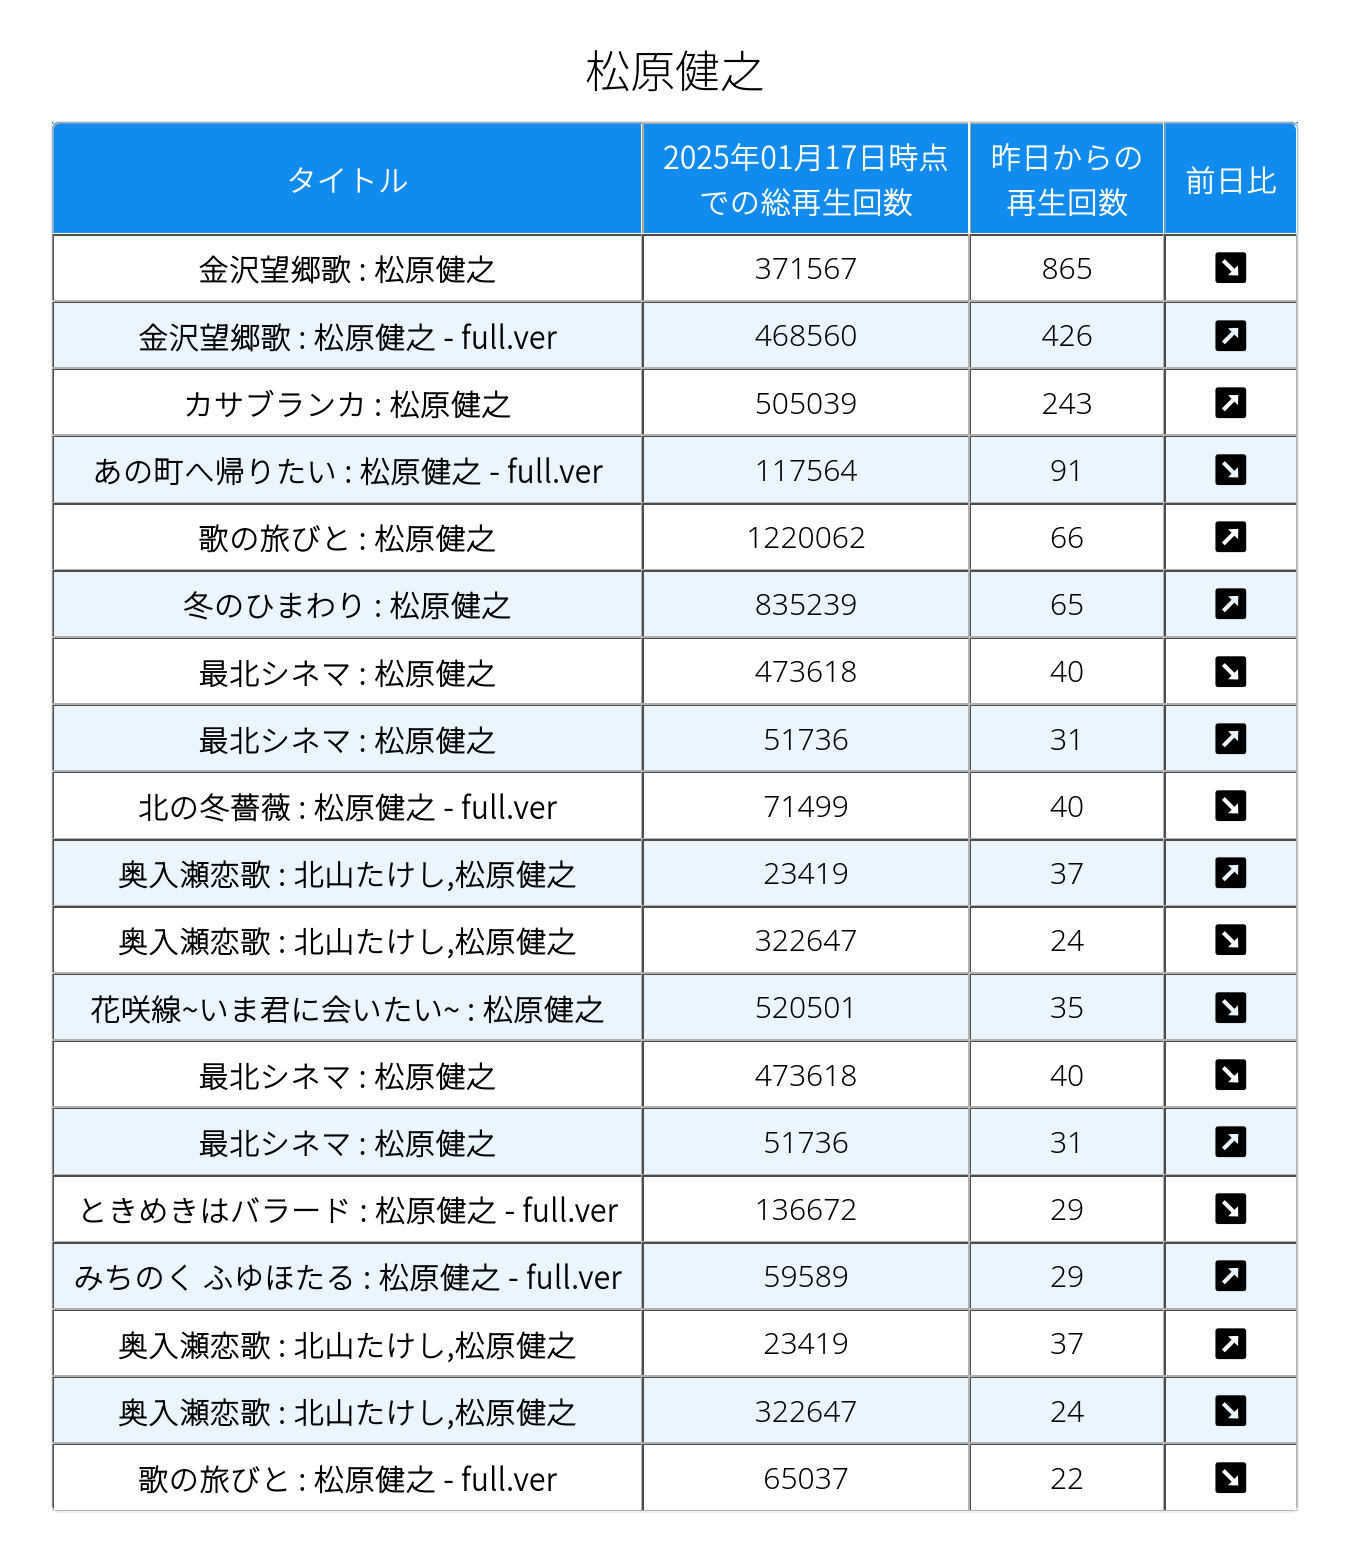 松原健之
タイトル 2025年01月17日時点での総再生回数 昨日からの再生回数 前日比
金沢望郷歌 : 松原健之 371567 865 ↘
金沢望郷歌 : 松原健之 - full.ver 468560 426 ↗
カサブランカ : 松原健之 505039 243 ↗
あの町へ帰りたい : 松原健之 - full.ver 117564 91 ↘
歌の旅びと : 松原健之 1220062 66 ↗
冬のひまわり : 松原健之 835239 65 ↗
最北シネマ : 松原健之 473618 40 ↘
最北シネマ : 松原健之 51736 31 ↗
北の冬薔薇 : 松原健之 - full.ver 71499 40 ↘
奥入瀬恋歌 : 北山たけし,松原健之 23419 37 ↗
奥入瀬恋歌 : 北山たけし,松原健之 322647 24 ↘
花咲線~いま君に会いたい~ : 松原健之 520501 35 ↘
最北シネマ : 松原健之 473618 40 ↘
最北シネマ : 松原健之 51736 31 ↗
ときめきはバラード : 松原健之 - full.ver 136672 29 ↘
みちのく ふゆほたる : 松原健之 - full.ver 59589 29 ↗
奥入瀬恋歌 : 北山たけし,松原健之 23419 37 ↗
奥入瀬恋歌 : 北山たけし,松原健之 322647 24 ↘
歌の旅びと : 松原健之 - full.ver 65037 22 ↘